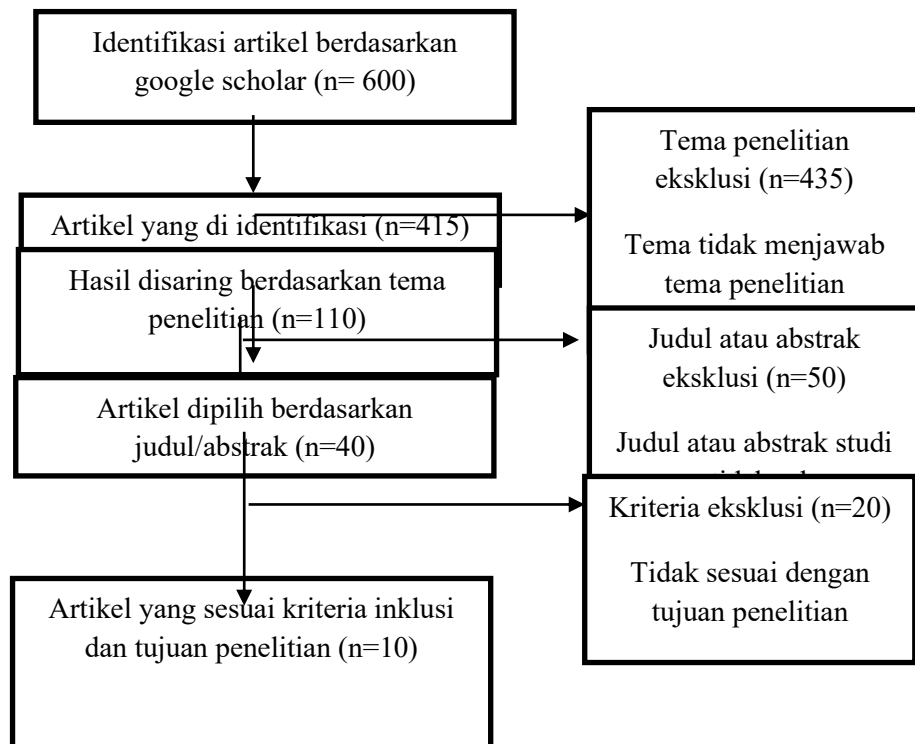 Identifikasi artikel berdasarkan
google scholar (n= 600)
Tema penelitian
eksklusi (n=435)
Tema tidak menjawab
tema penelitian
Artikel yang di identifikasi (n=415)
Hasil disaring berdasarkan tema
penelitian (n=110)
Judul atau abstrak
eksklusi (n=50)
Judul atau abstrak studi
Artikel dipilih berdasarkan
judul/abstrak (n=40)
Kriteria eksklusi (n=20)
Tidak sesuai dengan
tujuan penelitian
Artikel yang sesuai kriteria inklusi
dan tujuan penelitian (n=10)